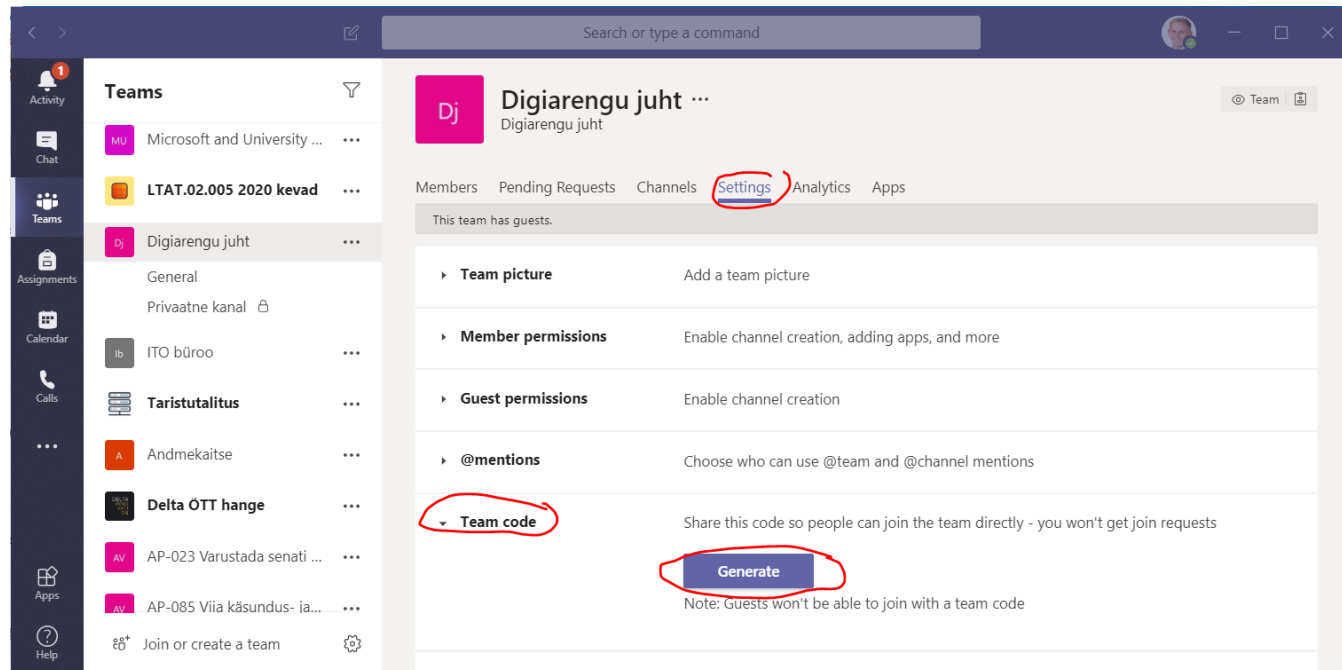 Search or type a command
1
Activity
Chat
Teams
Assignments
Calendar
Calls
Apps
Help
Teams
MU Microsoft and University ...
LTAT.02.005 2020 kevad
Dj Digiarengu juht
General
Privaatne kanal
Ib ITO büroo
Taristutalitus
A Andmekaitse
Delta ÖTT hange
AV AP-023 Varustada senati ...
AV AP-085 Viia käsundus- ja...
Join or create a team
Dj
Digiarengu juht ...
Digiarengu juht
Team
Members Pending Requests Channels Settings Analytics Apps
This team has guests.
Team picture Add a team picture
Member permissions Enable channel creation, adding apps, and more
Guest permissions Enable channel creation
@mentions Choose who can use @team and @channel mentions
Team code Share this code so people can join the team directly - you won't get join requests
Generate
Note: Guests won't be able to join with a team code